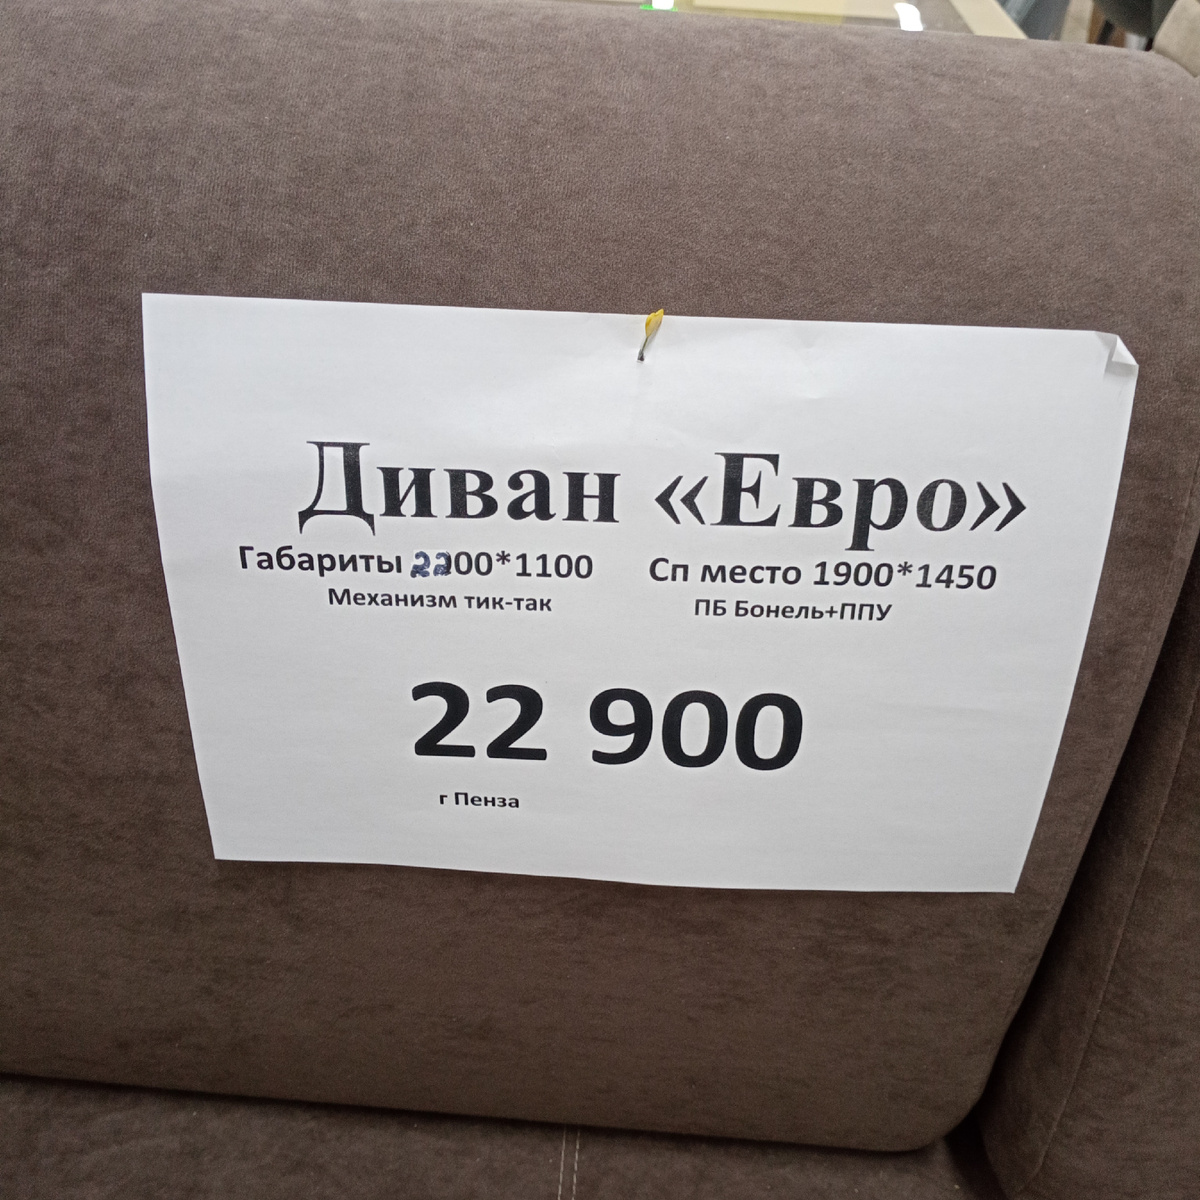 Диван «Евро»
Габариты 2200*1100 Сп место 1900*1450
Механизм тик-так ПБ Бонель+ППУ
22 900
г Пенза